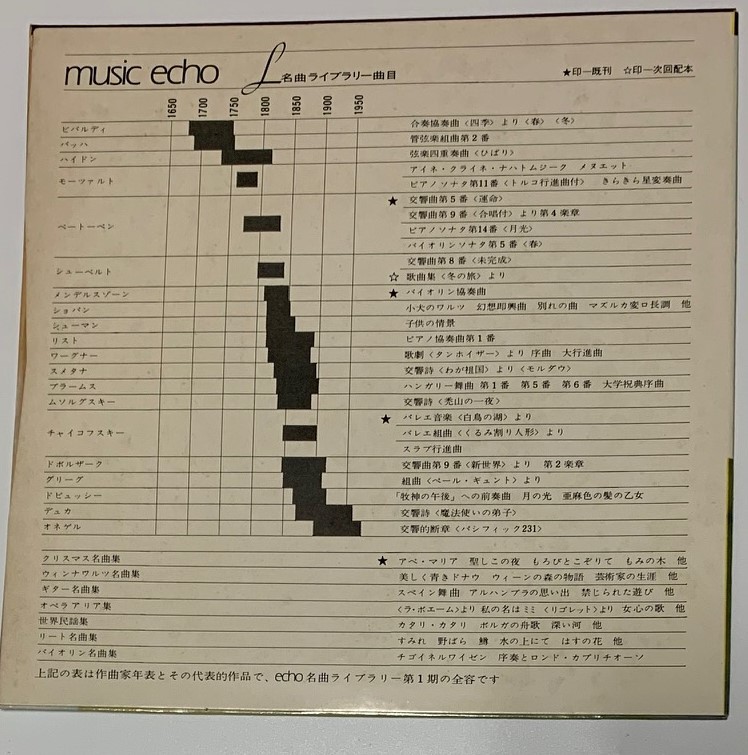 music echo L 名曲ライブラリー曲目 ★印一既刊 ☆印一次回配本
1650 1700 1750 1800 1850 1900 1950
ビバルディ 合奏協奏曲〈四季〉より〈春〉〈冬〉
バッハ 管弦楽組曲第2番
ハイドン 弦楽四重奏曲〈ひばり〉
アイネ・クライネ・ナハトムジーク メヌエット
モーツァルト ピアノソナタ第11番〈トルコ行進曲付〉 きらきら星変奏曲
★ 交響曲第5番〈運命〉
交響曲第9番〈合唱付〉より第4楽章
ベートーベン ピアノソナタ第14番〈月光〉
バイオリンソナタ第5番〈春〉
交響曲第8番〈未完成〉
シューベルト ☆ 歌曲集〈冬の旅〉より
メンデルスゾーン ★ バイオリン協奏曲
ショパン 小犬のワルツ 幻想即興曲 別れの曲 マズルカ変ロ長調 他
シューマン 子供の情景
リスト ピアノ協奏曲第1番
ワーグナー 歌劇〈タンホイザー〉より 序曲 大行進曲
スメタナ 交響詩〈わが祖国〉より〈モルダウ〉
ブラームス ハンガリー舞曲 第1番 第5番 第6番 大学祝典序曲
ムソルグスキー 交響詩〈禿山の一夜〉
★ バレエ音楽〈白鳥の湖〉より
チャイコフスキー バレエ組曲〈くるみ割り人形〉より
スラブ行進曲
ドボルザーク 交響曲第9番〈新世界〉より 第2楽章
グリーグ 組曲〈ペール・ギュント〉より
ドビュッシー 「牧神の午後」への前奏曲 月の光 亜麻色の髪の乙女
デュカ 交響詩〈魔法使いの弟子〉
オネゲル 交響的断章〈パシフィック231〉
クリスマス名曲集 ★ アベ・マリア 聖しこの夜 もろびとこぞりて もみの木 他
ウィンナワルツ名曲集 美しく青きドナウ ウィーンの森の物語 芸術家の生涯 他
ギター名曲集 スペイン舞曲 アルハンブラの思い出 禁じられた遊び 他
オペラアリア集 〈ラ・ボエーム〉より 私の名はミミ 〈リゴレット〉より 女心の歌 他
世界民謡集 カタリ・カタリ ボルガの舟歌 深い河 他
リート名曲集 すみれ 野ばら 鱒 水の上にて はすの花 他
バイオリン名曲集 チゴイネルワイゼン 序奏とロンド・カプリチオーソ
上記の表は作曲家年表とその代表的作品で、echo名曲ライブラリー第1期の全容です